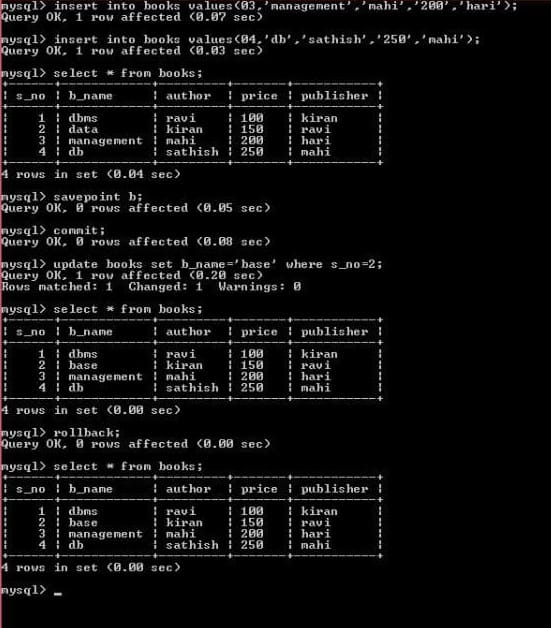 mysql> insert into books values(03,'management','mahi','200','hari');
Query OK, 1 row affected (0.07 sec)
mysql> insert into books values(04,'db','sathish','250','mahi');
Query OK, 1 row affected (0.03 sec)
mysql> select * from books;
+------+------------+---------+-------+-----------+
| s_no | b_name     | author  | price | publisher |
+------+------------+---------+-------+-----------+
|    1 | dbms       | ravi    | 100   | kiran     |
|    2 | data       | kiran   | 150   | ravi      |
|    3 | management | mahi    | 200   | hari      |
|    4 | db         | sathish | 250   | mahi      |
+------+------------+---------+-------+-----------+
4 rows in set (0.04 sec)
mysql> savepoint b;
Query OK, 0 rows affected (0.05 sec)
mysql> commit;
Query OK, 0 rows affected (0.08 sec)
mysql> update books set b_name='base' where s_no=2;
Query OK, 1 row affected (0.20 sec)
Rows matched: 1  Changed: 1  Warnings: 0
mysql> select * from books;
+------+------------+---------+-------+-----------+
| s_no | b_name     | author  | price | publisher |
+------+------------+---------+-------+-----------+
|    1 | dbms       | ravi    | 100   | kiran     |
|    2 | base       | kiran   | 150   | ravi      |
|    3 | management | mahi    | 200   | hari      |
|    4 | db         | sathish | 250   | mahi      |
+------+------------+---------+-------+-----------+
4 rows in set (0.00 sec)
mysql> rollback;
Query OK, 0 rows affected (0.00 sec)
mysql> select * from books;
+------+------------+---------+-------+-----------+
| s_no | b_name     | author  | price | publisher |
+------+------------+---------+-------+-----------+
|    1 | dbms       | ravi    | 100   | kiran     |
|    2 | base       | kiran   | 150   | ravi      |
|    3 | management | mahi    | 200   | hari      |
|    4 | db         | sathish | 250   | mahi      |
+------+------------+---------+-------+-----------+
4 rows in set (0.00 sec)
mysql> _